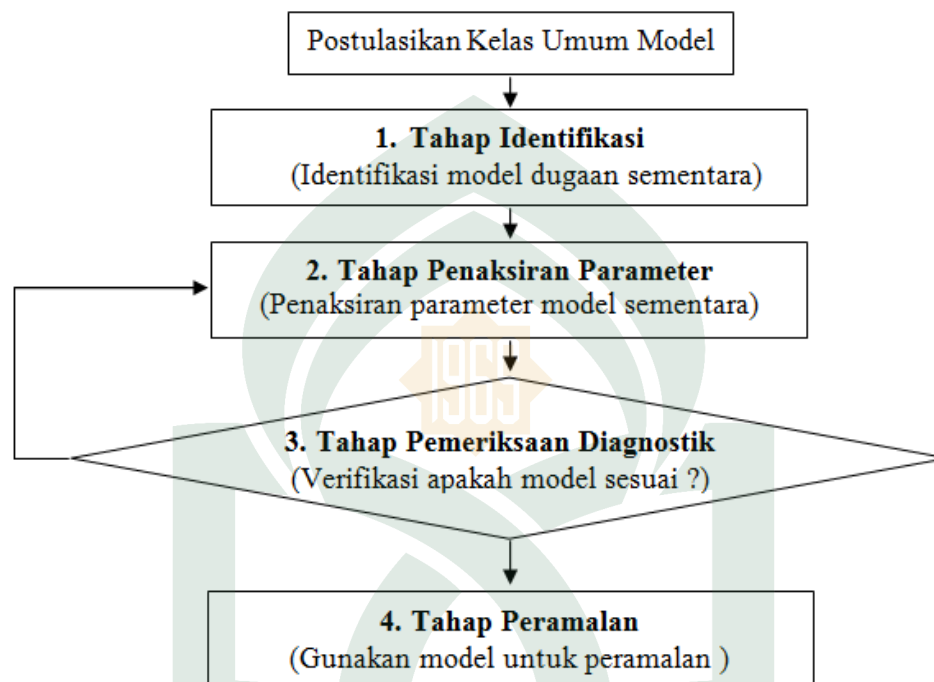 Postulasikan Kelas Umum Model
1. Tahap Identifikasi
(Identifikasi model dugaan sementara)
2. Tahap Penaksiran Parameter
(Penaksiran parameter model sementara)
1965
3. Tahap Pemeriksaan Diagnostik
(Verifikasi apakah model sesuai ?)
4. Tahap Peramalan
(Gunakan model untuk peramalan )